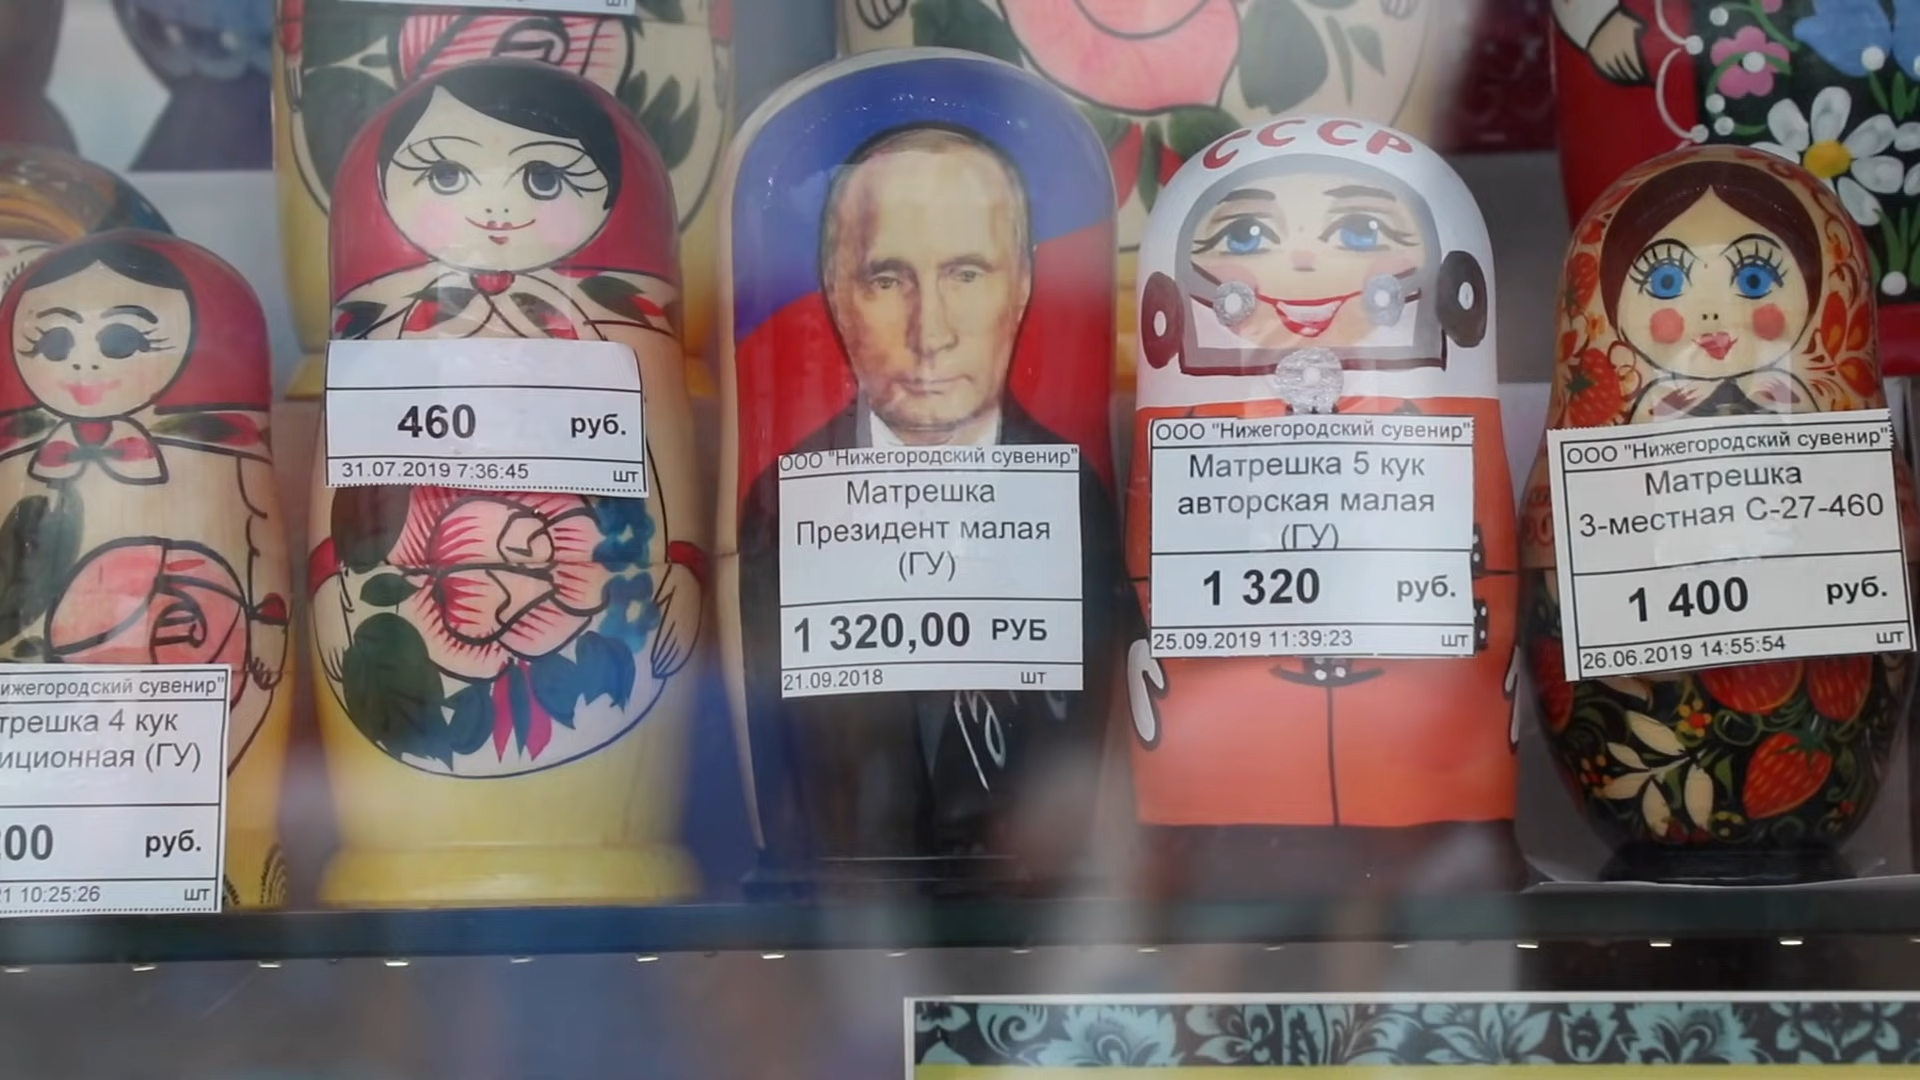 шт
СССР
460 руб.
31.07.2019 7:36:45 шт
ООО "Нижегородский сувенир"
Матрешка
Президент малая
(ГУ)
1 320,00 РУБ
21.09.2018 шт
ООО "Нижегородский сувенир"
Матрешка 5 кук
авторская малая
(ГУ)
1 320 руб.
25.09.2019 11:39:23 шт
ООО "Нижегородский сувенир"
Матрешка
3-местная С-27-460
1 400 руб.
26.06.2019 14:55:54 шт
ижегородский сувенир"
трешка 4 кук
иционная (ГУ)
00 руб.
10:25:26 шт